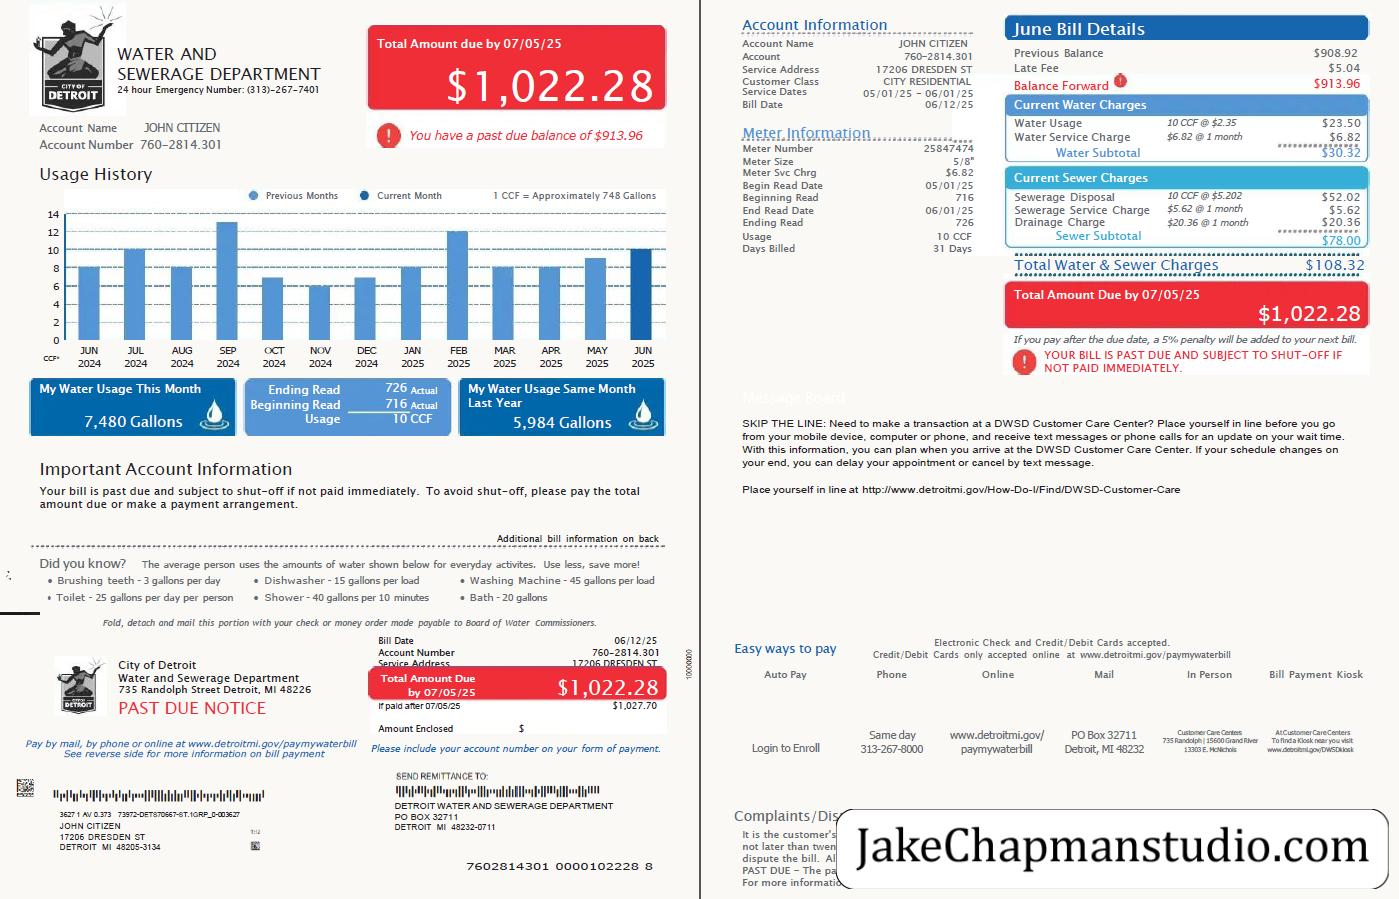 WATER AND
SEWERAGE DEPARTMENT
24 hour Emergency Number: (313)-267-7401
CITY OF
DETROIT
Account Name JOHN CITIZEN
Account Number 760-2814.301
Total Amount due by 07/05/25
$1,022.28
! You have a past due balance of $913.96
Usage History
Previous Months Current Month 1 CCF = Approximately 748 Gallons
14
12
10
8
6
4
2
0
CCF*
JUN 2024 JUL 2024 AUG 2024 SEP 2024 OCT 2024 NOV 2024 DEC 2024 JAN 2025 FEB 2025 MAR 2025 APR 2025 MAY 2025 JUN 2025
My Water Usage This Month
7,480 Gallons
Ending Read 726 Actual
Beginning Read 716 Actual
Usage 10 CCF
My Water Usage Same Month
Last Year
5,984 Gallons
Important Account Information
Your bill is past due and subject to shut-off if not paid immediately. To avoid shut-off, please pay the total
amount due or make a payment arrangement.
Additional bill information on back
Did you know? The average person uses the amounts of water shown below for everyday activites. Use less, save more!
• Brushing teeth - 3 gallons per day • Dishwasher - 15 gallons per load • Washing Machine - 45 gallons per load
• Toilet - 25 gallons per day per person • Shower - 40 gallons per 10 minutes • Bath - 20 gallons
Fold, detach and mail this portion with your check or money order made payable to Board of Water Commissioners.
CITY OF
DETROIT
City of Detroit
Water and Sewerage Department
735 Randolph Street Detroit, MI 48226
PAST DUE NOTICE
Bill Date 06/12/25
Account Number 760-2814.301
Service Address 17206 DRESDEN ST
Total Amount Due
by 07/05/25 $1,022.28
If paid after 07/05/25 $1,027.70
Amount Enclosed $
Pay by mail, by phone or online at www.detroitmi.gov/paymywaterbill
See reverse side for more information on bill payment
Please include your account number on your form of payment.
3627 1 AV 0.373 73972-DET870667-ST.1GRP_0-003627
JOHN CITIZEN
17206 DRESDEN ST
DETROIT MI 48205-3134
SEND REMITTANCE TO:
DETROIT WATER AND SEWERAGE DEPARTMENT
PO BOX 32711
DETROIT MI 48232-0711
7602814301 0000102228 8
Account Information
Account Name JOHN CITIZEN
Account 760-2814.301
Service Address 17206 DRESDEN ST
Customer Class CITY RESIDENTIAL
Service Dates 05/01/25 - 06/01/25
Bill Date 06/12/25
Meter Information
Meter Number 25847474
Meter Size 5/8"
Meter Svc Chrg $6.82
Begin Read Date 05/01/25
Beginning Read 716
End Read Date 06/01/25
Ending Read 726
Usage 10 CCF
Days Billed 31 Days
June Bill Details
Previous Balance $908.92
Late Fee $5.04
Balance Forward $913.96
Current Water Charges
Water Usage 10 CCF @ $2.35 $23.50
Water Service Charge $6.82 @ 1 month $6.82
Water Subtotal $30.32
Current Sewer Charges
Sewerage Disposal 10 CCF @ $5.202 $52.02
Sewerage Service Charge $5.62 @ 1 month $5.62
Drainage Charge $20.36 @ 1 month $20.36
Sewer Subtotal $78.00
Total Water & Sewer Charges $108.32
Total Amount Due by 07/05/25
$1,022.28
If you pay after the due date, a 5% penalty will be added to your next bill.
! YOUR BILL IS PAST DUE AND SUBJECT TO SHUT-OFF IF
NOT PAID IMMEDIATELY.
Message Board
SKIP THE LINE: Need to make a transaction at a DWSD Customer Care Center? Place yourself in line before you go
from your mobile device, computer or phone, and receive text messages or phone calls for an update on your wait time.
With this information, you can plan when you arrive at the DWSD Customer Care Center. If your schedule changes on
your end, you can delay your appointment or cancel by text message.
Place yourself in line at http://www.detroitmi.gov/How-Do-I/Find/DWSD-Customer-Care
Easy ways to pay
Electronic Check and Credit/Debit Cards accepted.
Credit/Debit Cards only accepted online at www.detroitmi.gov/paymywaterbill
Auto Pay Phone Online Mail In Person Bill Payment Kiosk
Login to Enroll
Same day
313-267-8000
www.detroitmi.gov/
paymywaterbill
PO Box 32711
Detroit, MI 48232
Customer Care Centers
735 Randolph | 15600 Grand River
13303 E. McNichols
At Customer Care Centers
To find a Kiosk near you visit
www.detroitmi.gov/DWSDkiosk
Complaints/Dis
It is the customer's
not later than twen
dispute the bill. Al
PAST DUE - The pa
For more informatio
JakeChapmanstudio.com